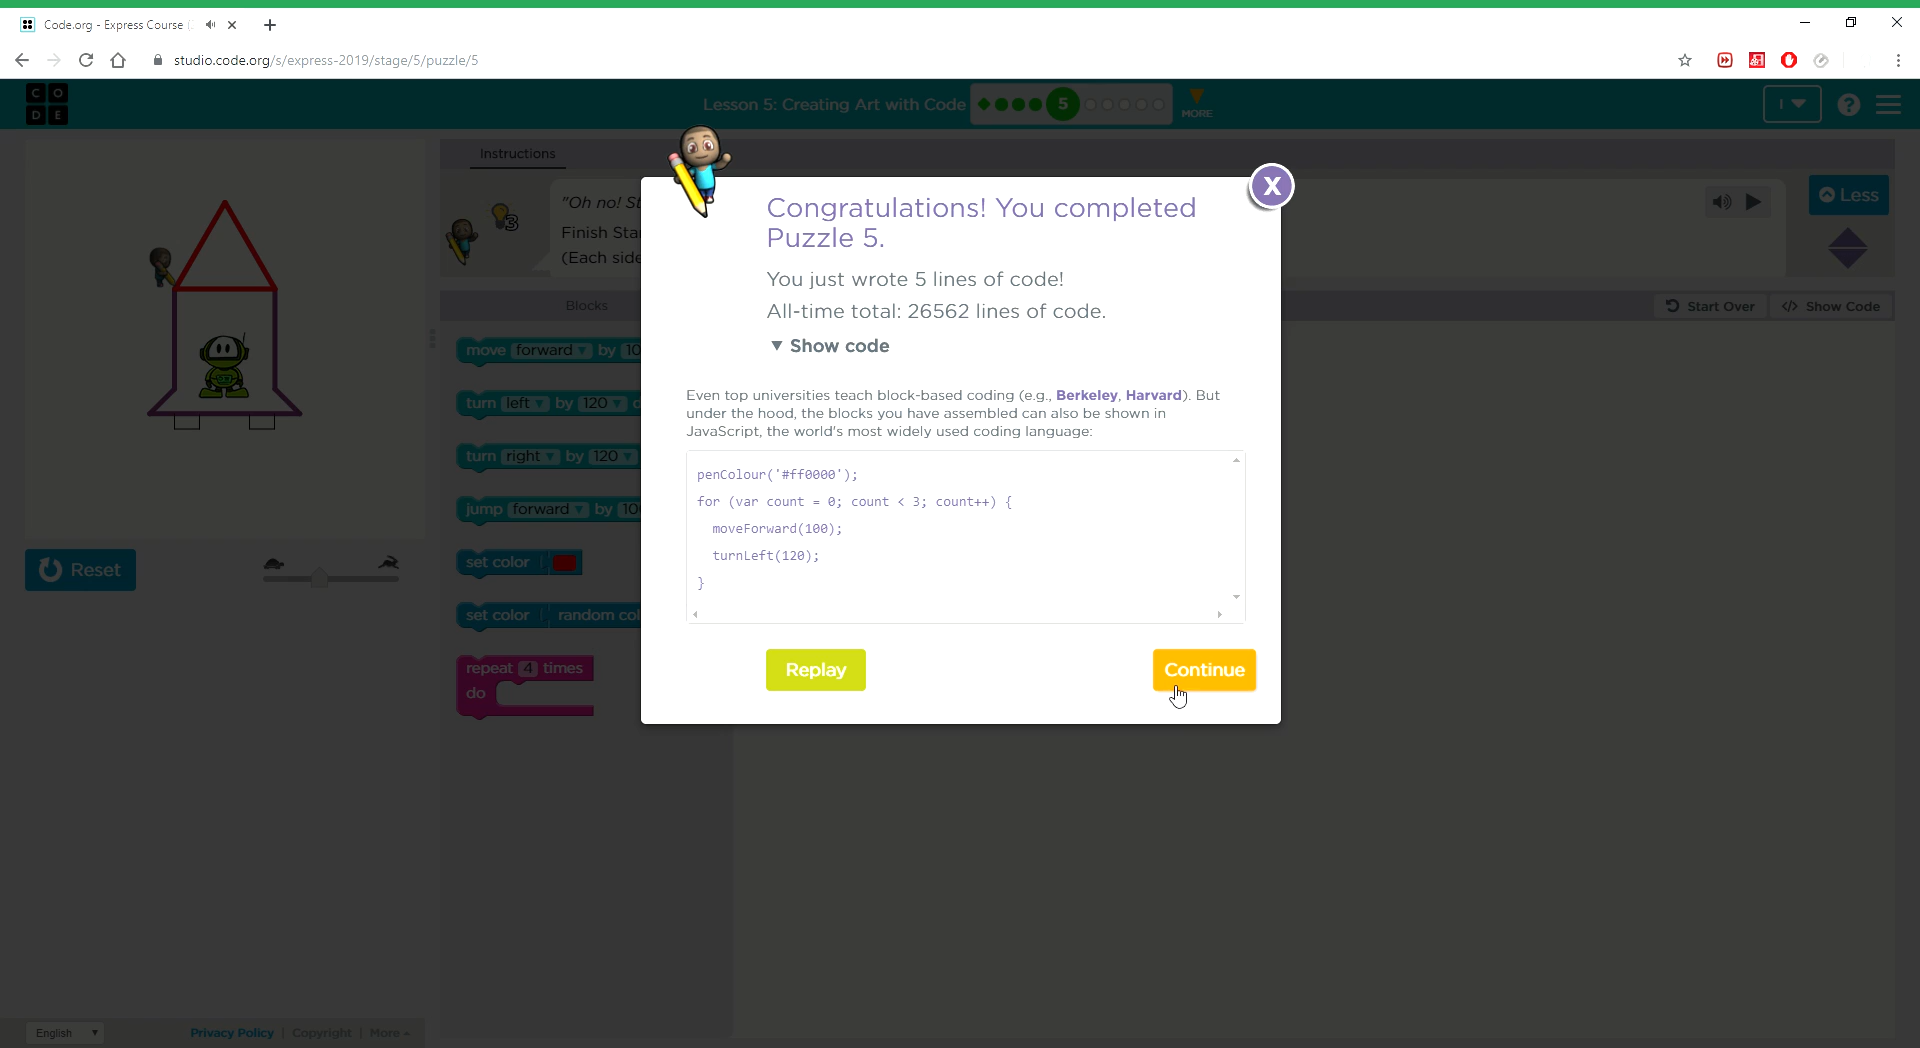 Code.org - Express Course (
studio.code.org/s/express-2019/stage/5/puzzle/5
C O
D E
Lesson 5: Creating Art with Code
5
MORE
I
?
Instructions
3
"Oh no! St
Finish Sta
(Each side
Less
Blocks
Start Over
</> Show Code
move forward by 10
turn left by 120 d
turn right by 120
jump forward by 10
set color
set color random col
repeat 4 times
do
Reset
X
Congratulations! You completed
Puzzle 5.
You just wrote 5 lines of code!
All-time total: 26562 lines of code.
Show code
Even top universities teach block-based coding (e.g., Berkeley, Harvard). But
under the hood, the blocks you have assembled can also be shown in
JavaScript, the world's most widely used coding language:
penColour('#ff0000');
for (var count = 0; count < 3; count++) {
moveForward(100);
turnLeft(120);
}
Replay
Continue
English
Privacy Policy | Copyright | More